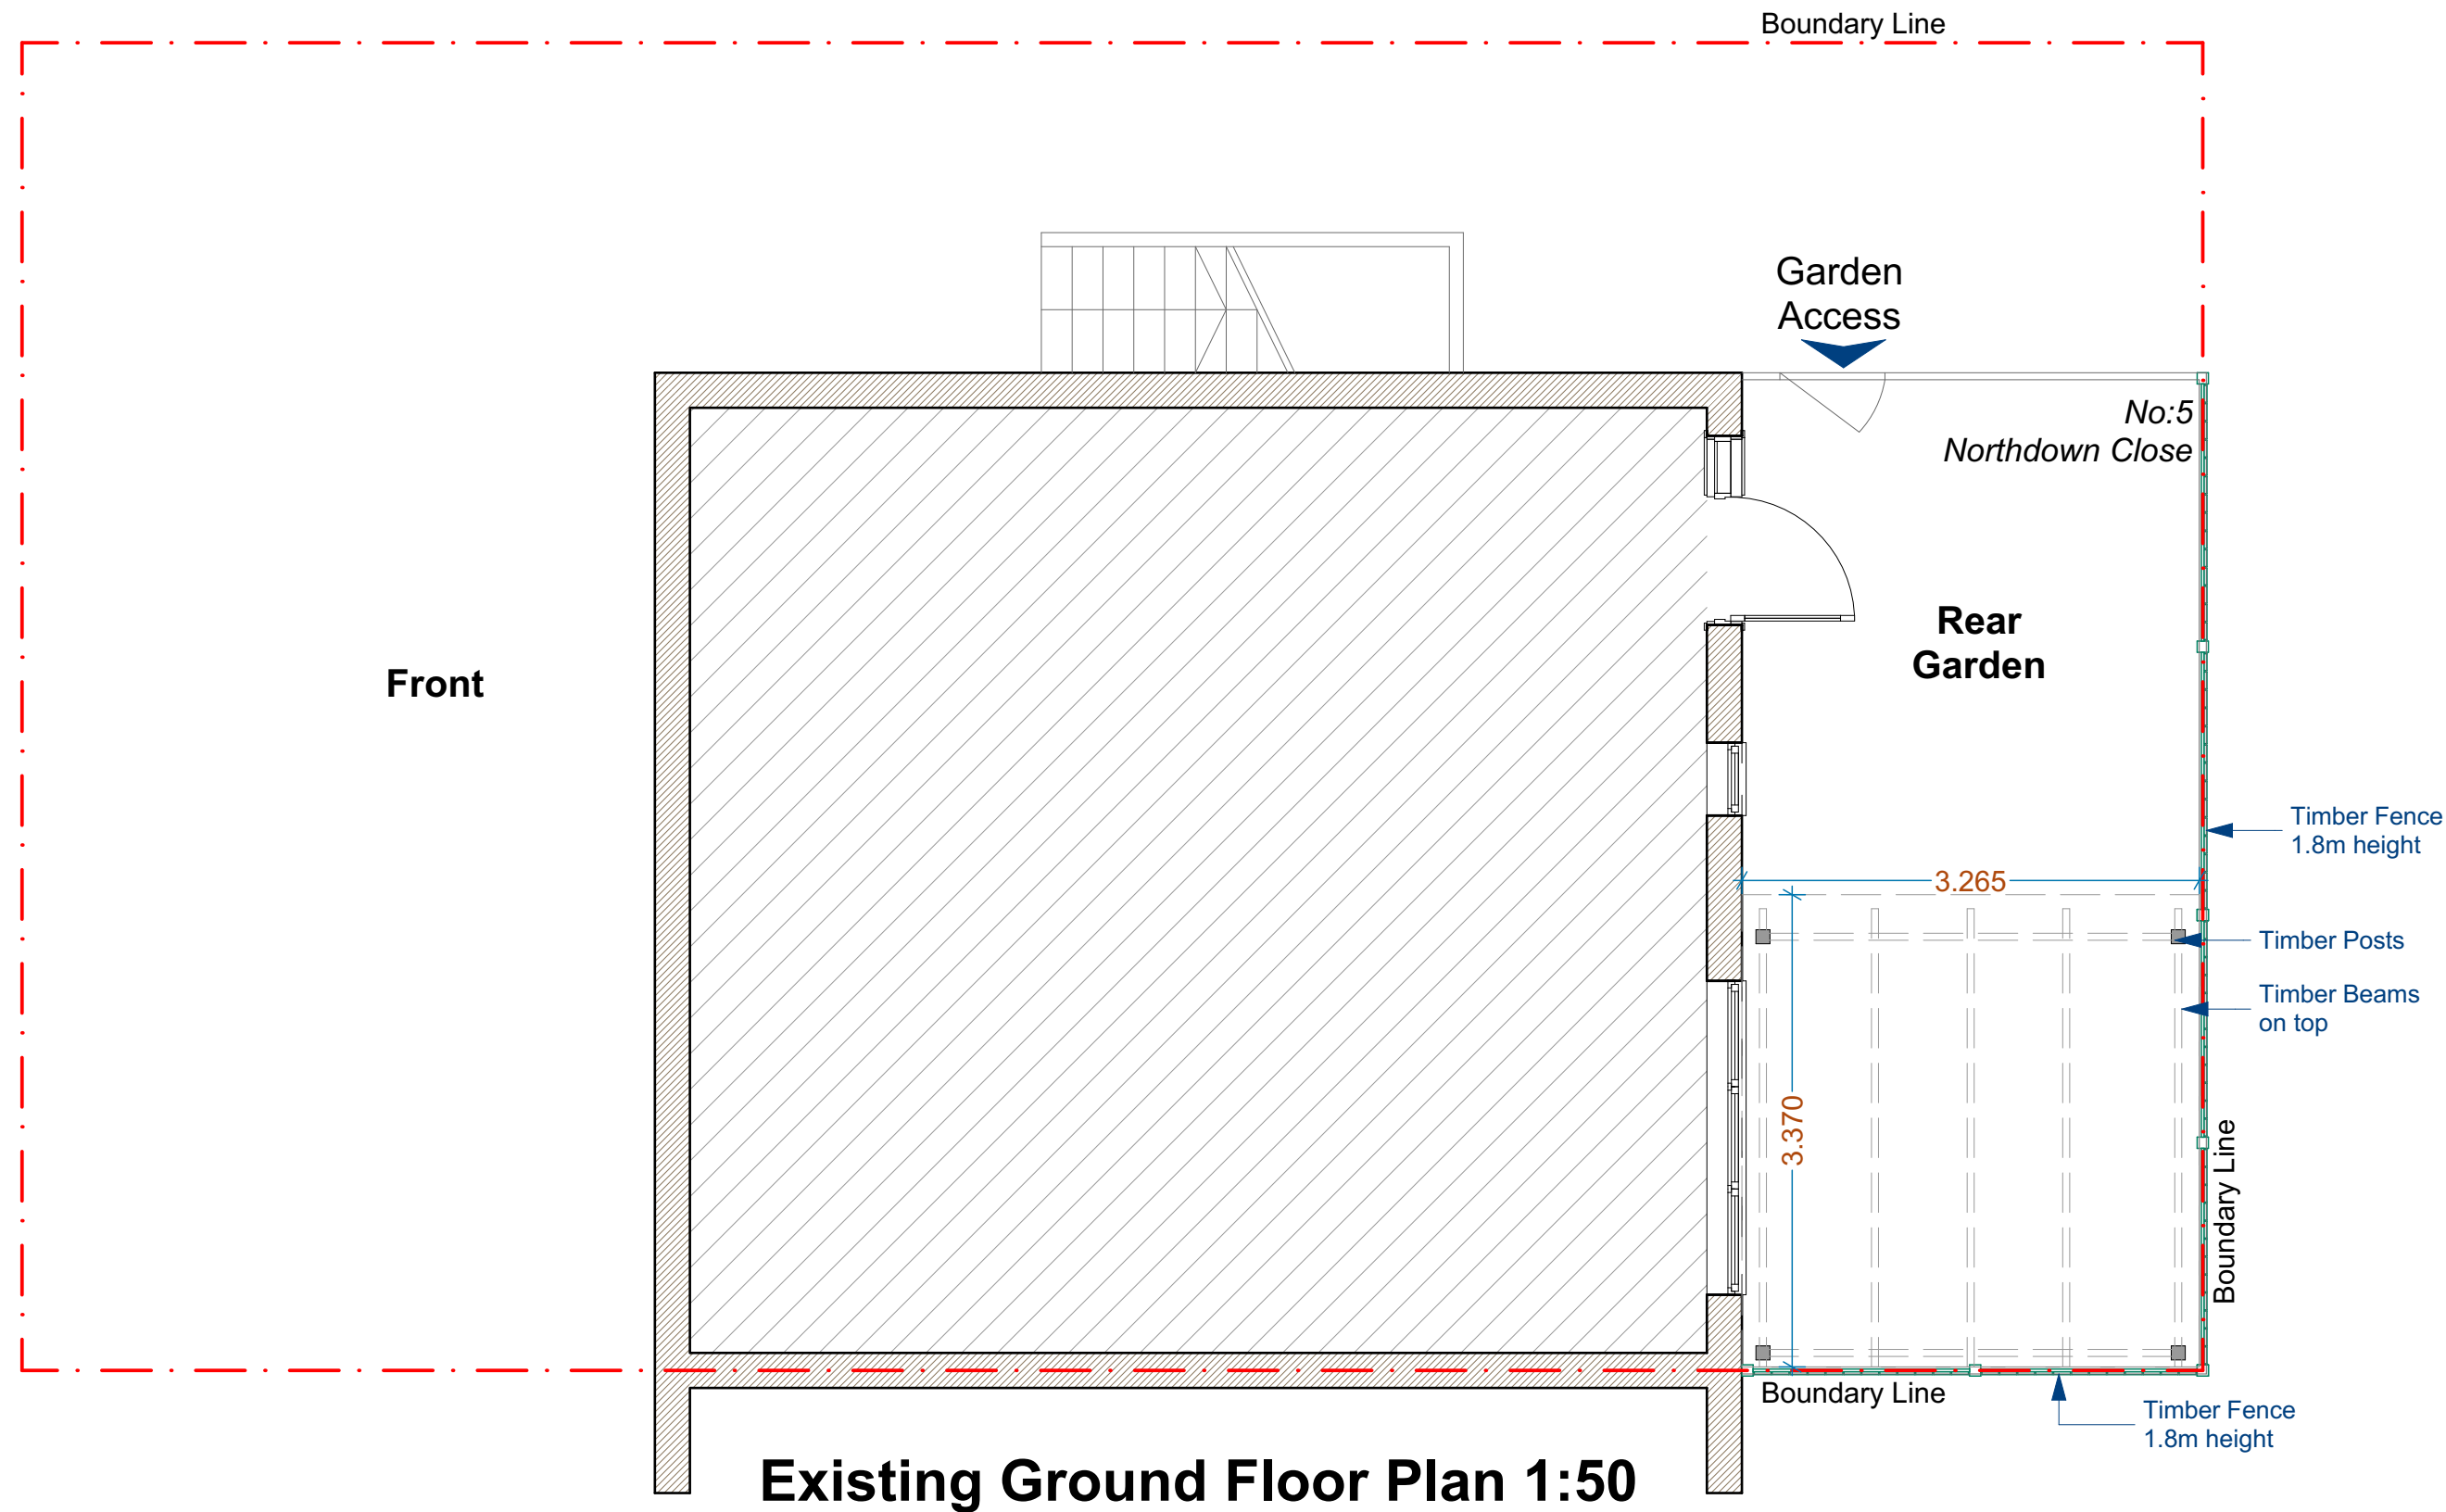 Boundary Line
Garden
Access
No:5
Northdown Close
Rear
Garden
Front
Timber Fence
1.8m height
3.265
Timber Posts
Timber Beams
on top
3.370
Boundary Line
Boundary Line
Timber Fence
1.8m height
Existing Ground Floor Plan 1:50